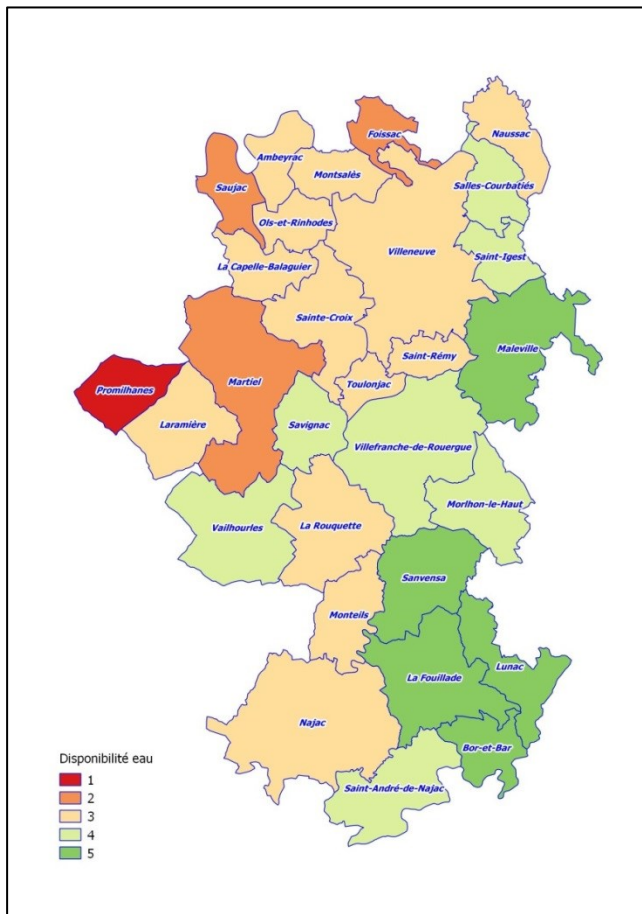 Foissac
Naussac
Ambeyrac
Montsalès
Salles-Courbatiés
Saujac
Ols-et-Rinhodes
Villeneuve
Saint-Igest
La Capelle-Balaguier
Sainte-Croix
Maleville
Saint-Rémy
Promilhanes
Martiel
Toulonjac
Laramière
Savignac
Villefranche-de-Rouergue
Morlhon-le-Haut
Vailhourles
La Rouquette
Sanvensa
Monteils
Lunac
La Fouillade
Najac
Bor-et-Bar
Saint-André-de-Najac
Disponibilité eau
1
2
3
4
5